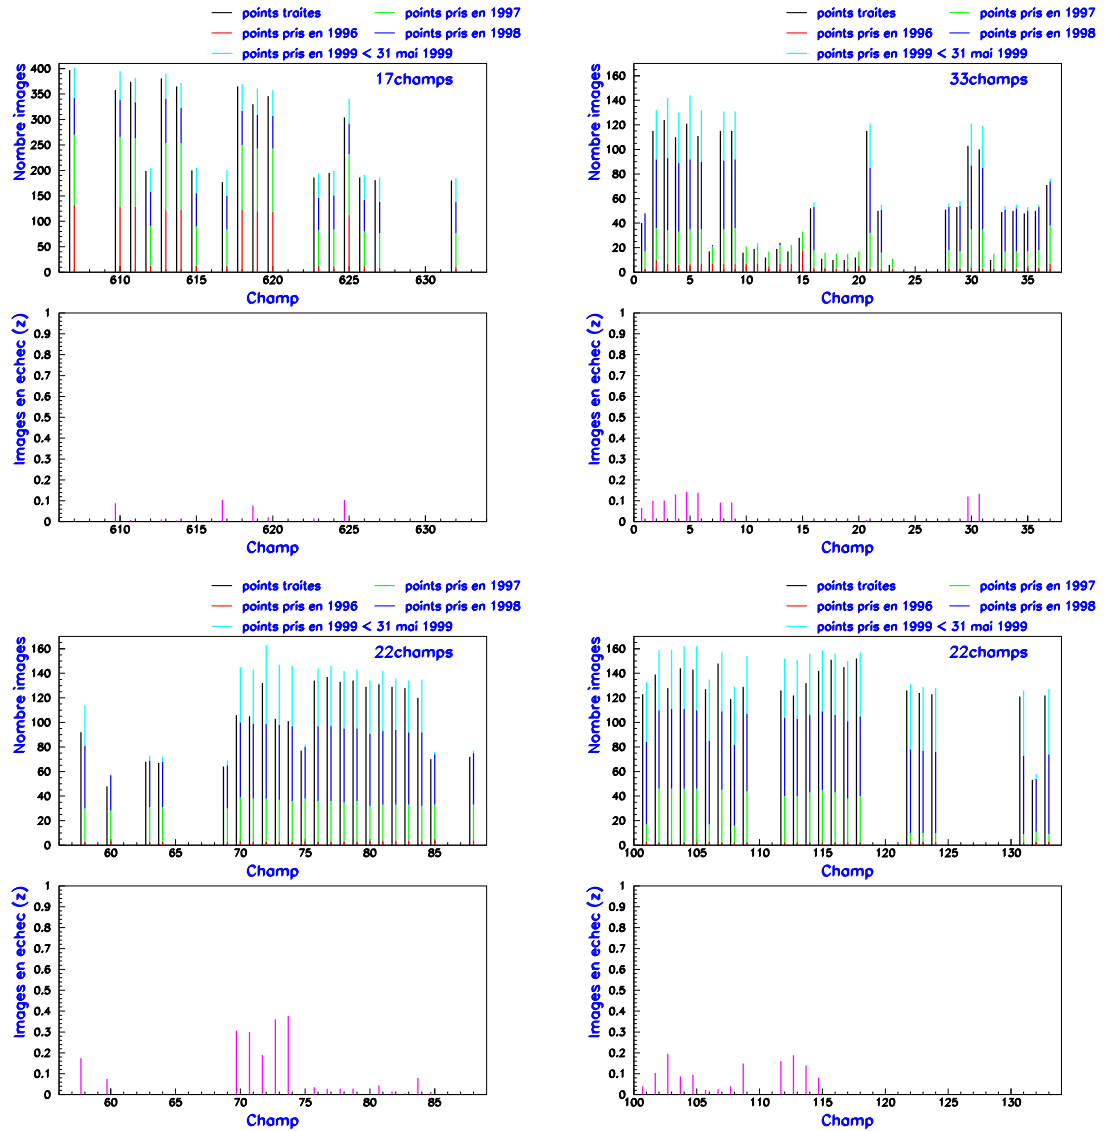 points traites points pris en 1997
points pris en 1996 points pris en 1998
points pris en 1999 < 31 mai 1999
Nombre images
17champs
400
350
300
250
200
150
100
50
0
610 615 620 625 630
Champ
Images en echec (z)
1
0.9
0.8
0.7
0.6
0.5
0.4
0.3
0.2
0.1
0
610 615 620 625 630
Champ
points traites points pris en 1997
points pris en 1996 points pris en 1998
points pris en 1999 < 31 mai 1999
Nombre images
33champs
160
140
120
100
80
60
40
20
0
0 5 10 15 20 25 30 35
Champ
Images en echec (z)
1
0.9
0.8
0.7
0.6
0.5
0.4
0.3
0.2
0.1
0
0 5 10 15 20 25 30 35
Champ
points traites points pris en 1997
points pris en 1996 points pris en 1998
points pris en 1999 < 31 mai 1999
Nombre images
22champs
160
140
120
100
80
60
40
20
0
60 65 70 75 80 85
Champ
Images en echec (z)
1
0.9
0.8
0.7
0.6
0.5
0.4
0.3
0.2
0.1
0
60 65 70 75 80 85
Champ
points traites points pris en 1997
points pris en 1996 points pris en 1998
points pris en 1999 < 31 mai 1999
Nombre images
22champs
160
140
120
100
80
60
40
20
0
100 105 110 115 120 125 130
Champ
Images en echec (z)
1
0.9
0.8
0.7
0.6
0.5
0.4
0.3
0.2
0.1
0
100 105 110 115 120 125 130
Champ